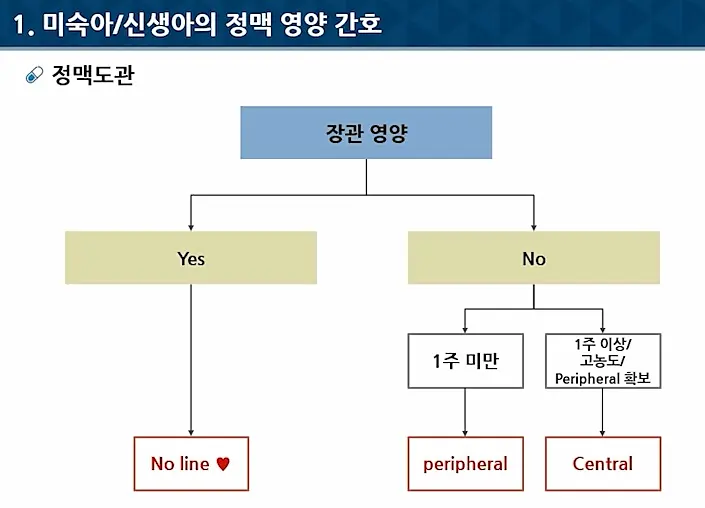 1. 미숙아/신생아의 정맥 영양 간호
정맥도관
장관 영양
Yes
No
1주 미만
1주 이상/
고농도/
Peripheral 확보
No line ♥
peripheral
Central